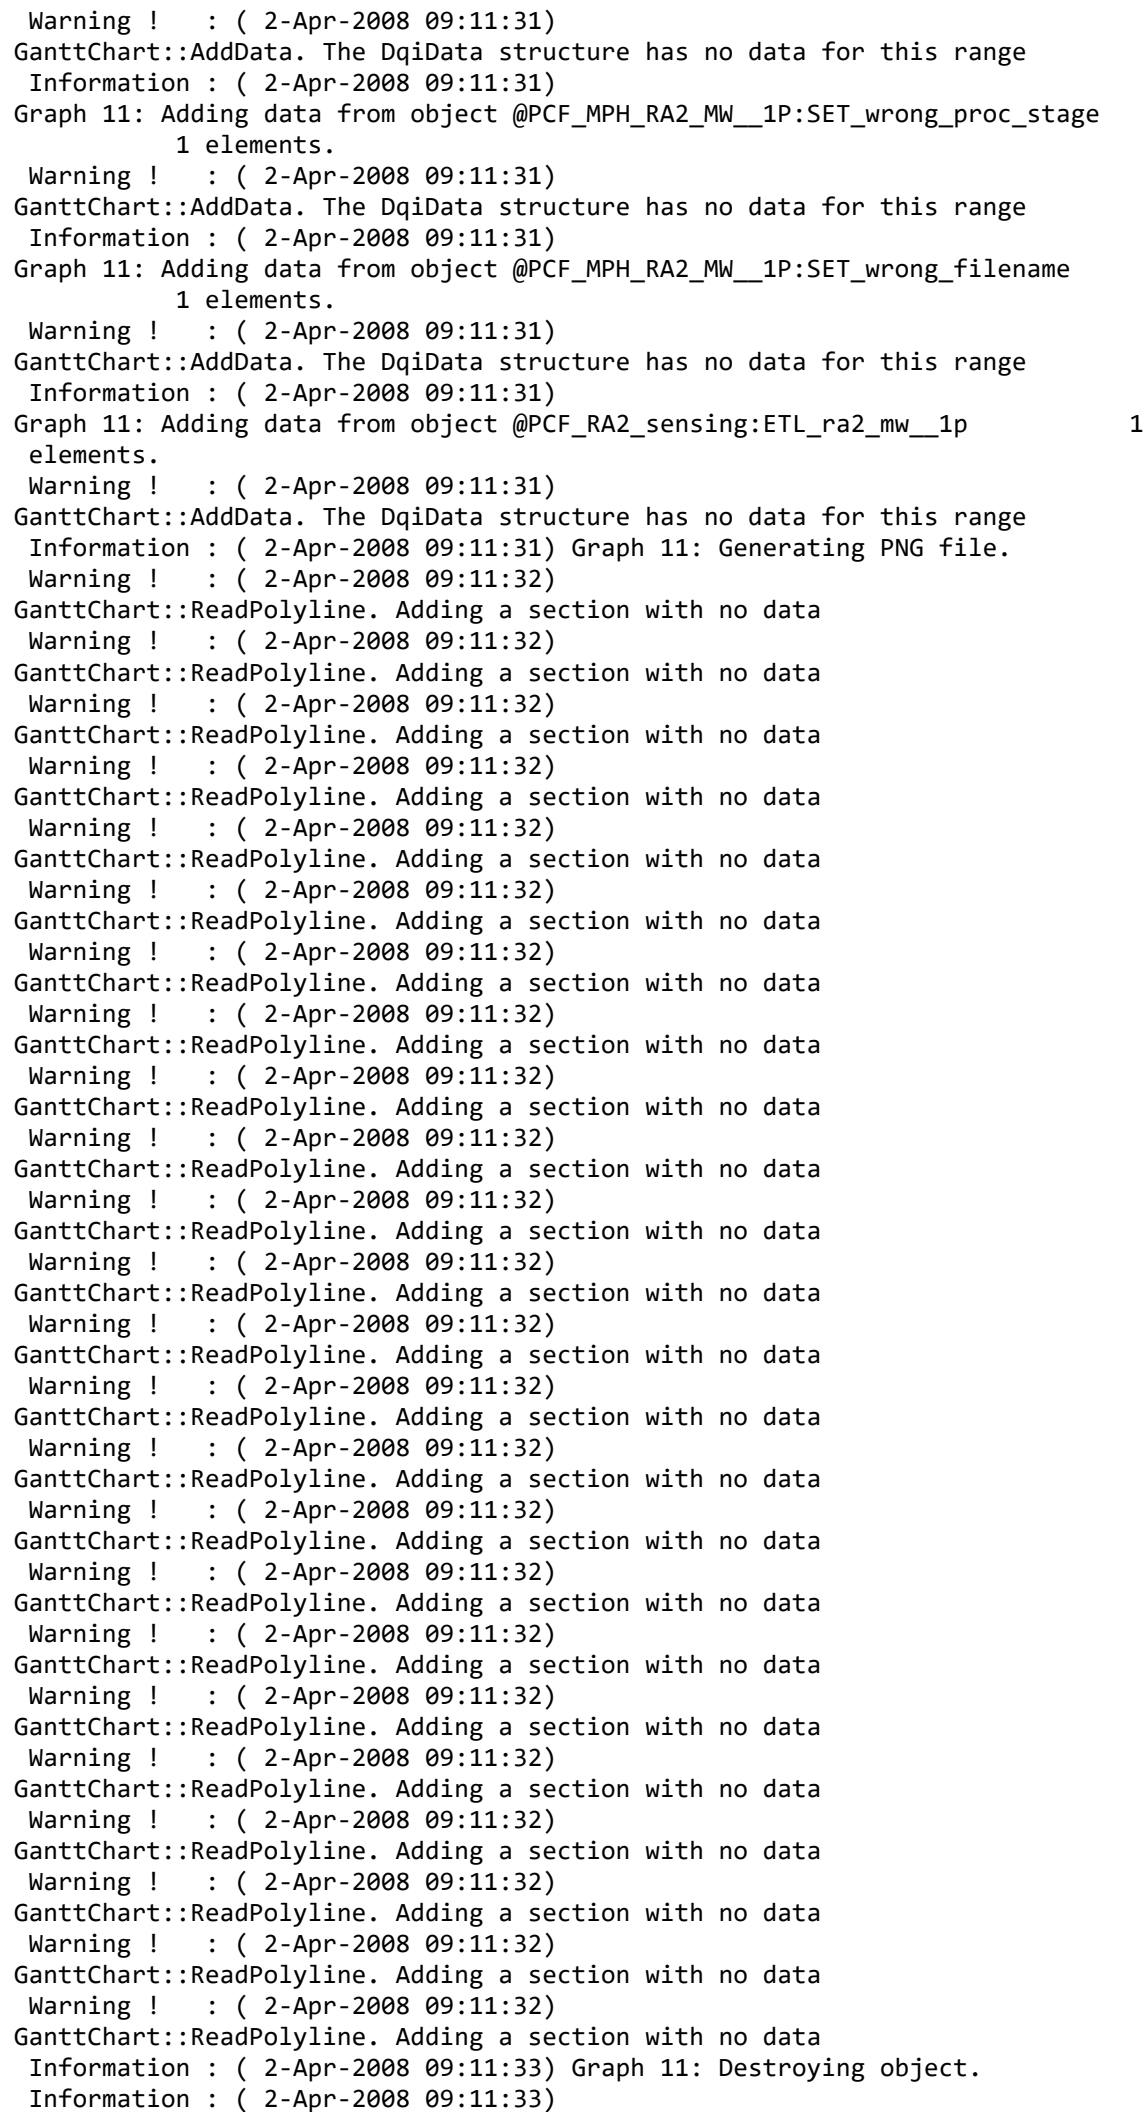 Warning !   : ( 2-Apr-2008 09:11:31)
GanttChart::AddData. The DqiData structure has no data for this range
Information : ( 2-Apr-2008 09:11:31)
Graph 11: Adding data from object @PCF_MPH_RA2_MW__1P:SET_wrong_proc_stage
1 elements.
Warning !   : ( 2-Apr-2008 09:11:31)
GanttChart::AddData. The DqiData structure has no data for this range
Information : ( 2-Apr-2008 09:11:31)
Graph 11: Adding data from object @PCF_MPH_RA2_MW__1P:SET_wrong_filename
1 elements.
Warning !   : ( 2-Apr-2008 09:11:31)
GanttChart::AddData. The DqiData structure has no data for this range
Information : ( 2-Apr-2008 09:11:31)
Graph 11: Adding data from object @PCF_RA2_sensing:ETL_ra2_mw__1p           1
elements.
Warning !   : ( 2-Apr-2008 09:11:31)
GanttChart::AddData. The DqiData structure has no data for this range
Information : ( 2-Apr-2008 09:11:31) Graph 11: Generating PNG file.
Warning !   : ( 2-Apr-2008 09:11:32)
GanttChart::ReadPolyline. Adding a section with no data
Warning !   : ( 2-Apr-2008 09:11:32)
GanttChart::ReadPolyline. Adding a section with no data
Warning !   : ( 2-Apr-2008 09:11:32)
GanttChart::ReadPolyline. Adding a section with no data
Warning !   : ( 2-Apr-2008 09:11:32)
GanttChart::ReadPolyline. Adding a section with no data
Warning !   : ( 2-Apr-2008 09:11:32)
GanttChart::ReadPolyline. Adding a section with no data
Warning !   : ( 2-Apr-2008 09:11:32)
GanttChart::ReadPolyline. Adding a section with no data
Warning !   : ( 2-Apr-2008 09:11:32)
GanttChart::ReadPolyline. Adding a section with no data
Warning !   : ( 2-Apr-2008 09:11:32)
GanttChart::ReadPolyline. Adding a section with no data
Warning !   : ( 2-Apr-2008 09:11:32)
GanttChart::ReadPolyline. Adding a section with no data
Warning !   : ( 2-Apr-2008 09:11:32)
GanttChart::ReadPolyline. Adding a section with no data
Warning !   : ( 2-Apr-2008 09:11:32)
GanttChart::ReadPolyline. Adding a section with no data
Warning !   : ( 2-Apr-2008 09:11:32)
GanttChart::ReadPolyline. Adding a section with no data
Warning !   : ( 2-Apr-2008 09:11:32)
GanttChart::ReadPolyline. Adding a section with no data
Warning !   : ( 2-Apr-2008 09:11:32)
GanttChart::ReadPolyline. Adding a section with no data
Warning !   : ( 2-Apr-2008 09:11:32)
GanttChart::ReadPolyline. Adding a section with no data
Warning !   : ( 2-Apr-2008 09:11:32)
GanttChart::ReadPolyline. Adding a section with no data
Warning !   : ( 2-Apr-2008 09:11:32)
GanttChart::ReadPolyline. Adding a section with no data
Warning !   : ( 2-Apr-2008 09:11:32)
GanttChart::ReadPolyline. Adding a section with no data
Warning !   : ( 2-Apr-2008 09:11:32)
GanttChart::ReadPolyline. Adding a section with no data
Warning !   : ( 2-Apr-2008 09:11:32)
GanttChart::ReadPolyline. Adding a section with no data
Warning !   : ( 2-Apr-2008 09:11:32)
GanttChart::ReadPolyline. Adding a section with no data
Warning !   : ( 2-Apr-2008 09:11:32)
GanttChart::ReadPolyline. Adding a section with no data
Warning !   : ( 2-Apr-2008 09:11:32)
GanttChart::ReadPolyline. Adding a section with no data
Warning !   : ( 2-Apr-2008 09:11:32)
GanttChart::ReadPolyline. Adding a section with no data
Information : ( 2-Apr-2008 09:11:33) Graph 11: Destroying object.
Information : ( 2-Apr-2008 09:11:33)